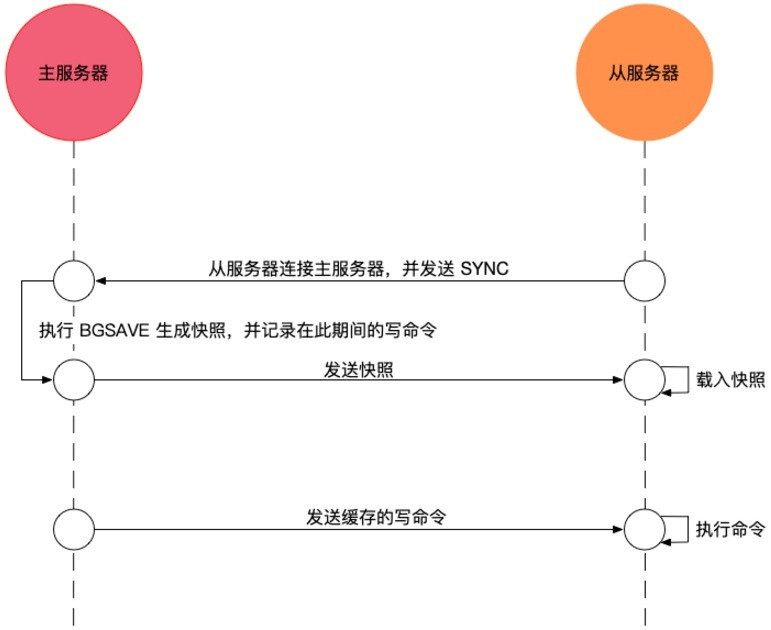 主服务器
从服务器
从服务器连接主服务器，并发送 SYNC
执行 BGSAVE 生成快照，并记录在此期间的写命令
发送快照
载入快照
发送缓存的写命令
执行命令